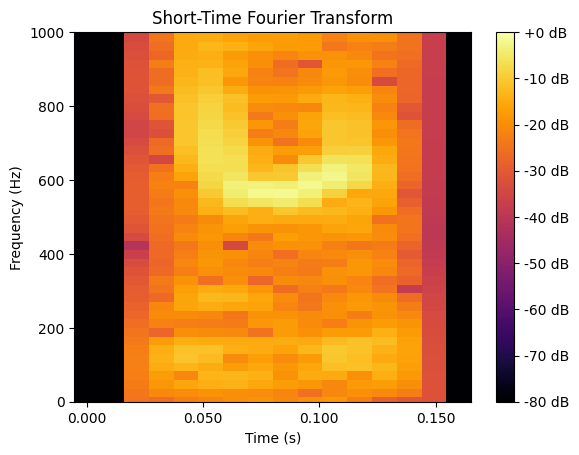 Short-Time Fourier Transform
Frequency (Hz)
1000
800
600
400
200
0
0.000
0.050
0.100
0.150
Time (s)
+0 dB
-10 dB
-20 dB
-30 dB
-40 dB
-50 dB
-60 dB
-70 dB
-80 dB